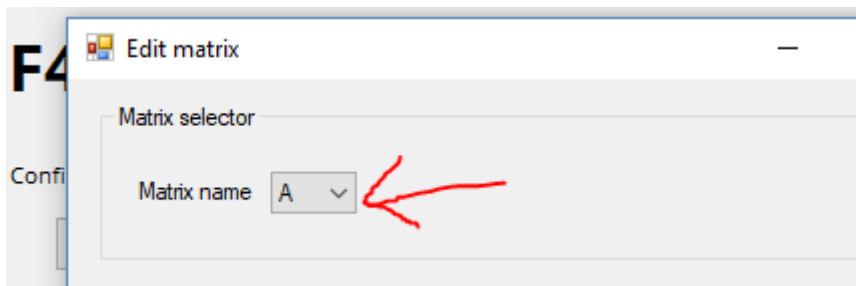 Edit matrix
F4
Matrix selector
Confi
Matrix name A